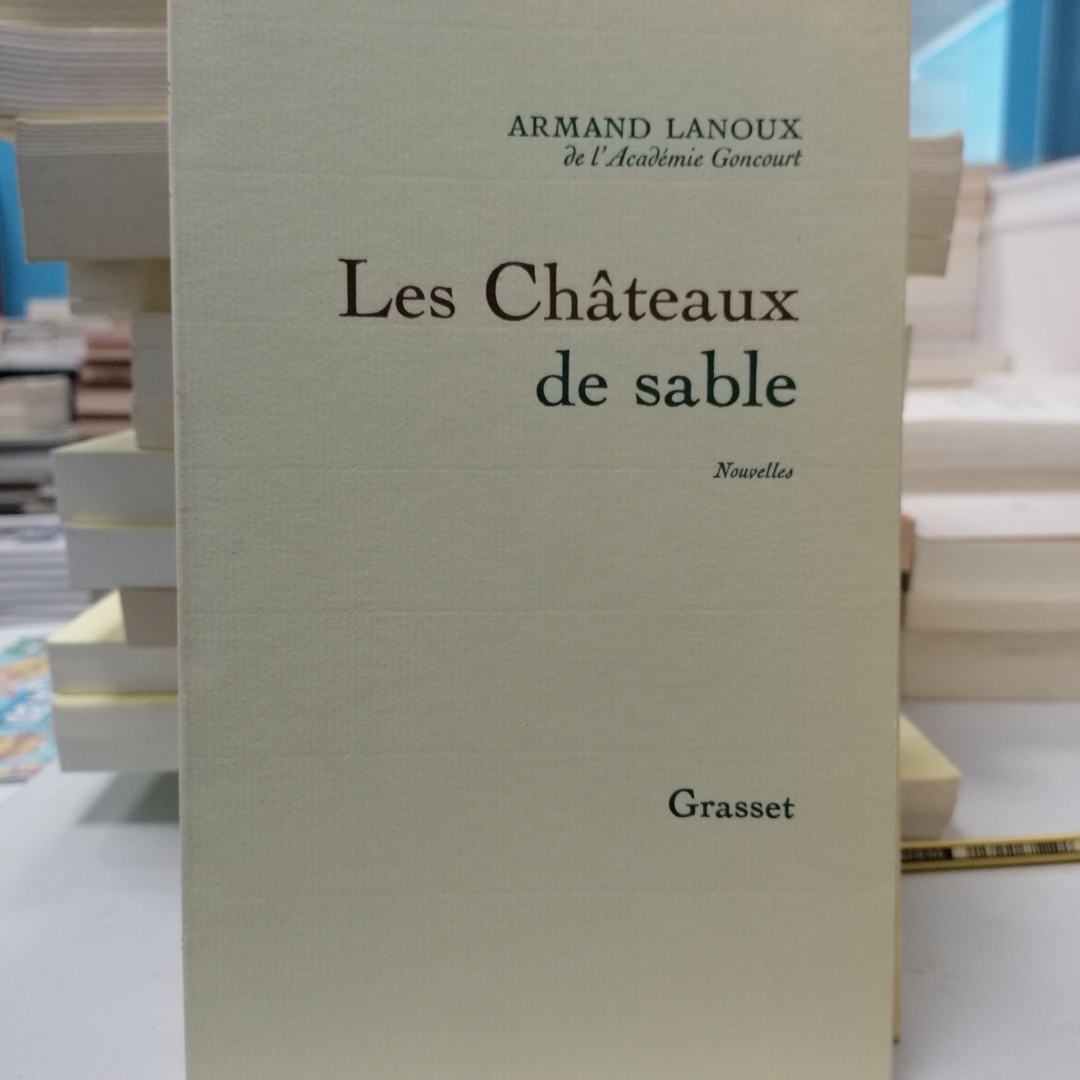 ARMAND LANOUX
de l'Académie Goncourt
Les Châteaux
de sable
Nouvelles
Grasset